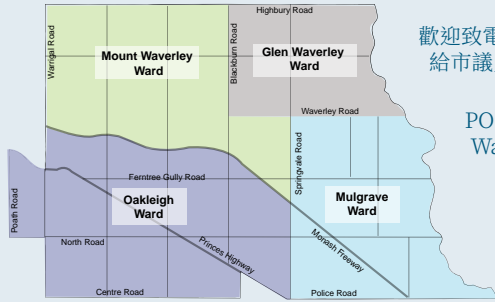 Highbury Road
歡迎致電
給市議
Warrigal Road
Mount Waverley
Ward
Blackburn Road
Glen Waverley
Ward
Waverley Road
PO
Wa
Ferntree Gully Road
Springvale Road
Poath Road
Oakleigh
Ward
Mulgrave
Ward
North Road
Princes Highway
Monash Freeway
Centre Road
Police Road